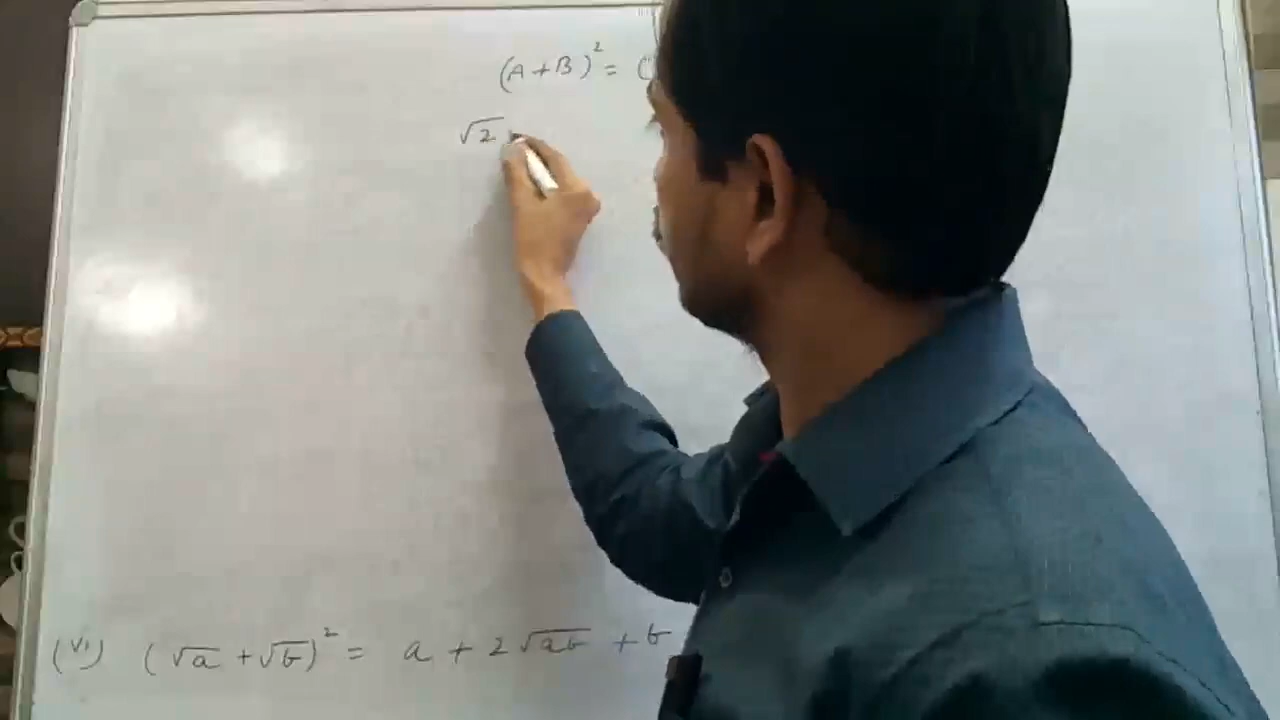 (A+B)² = (
√2
(vi) (√a + √b)² = a + 2√ab + b